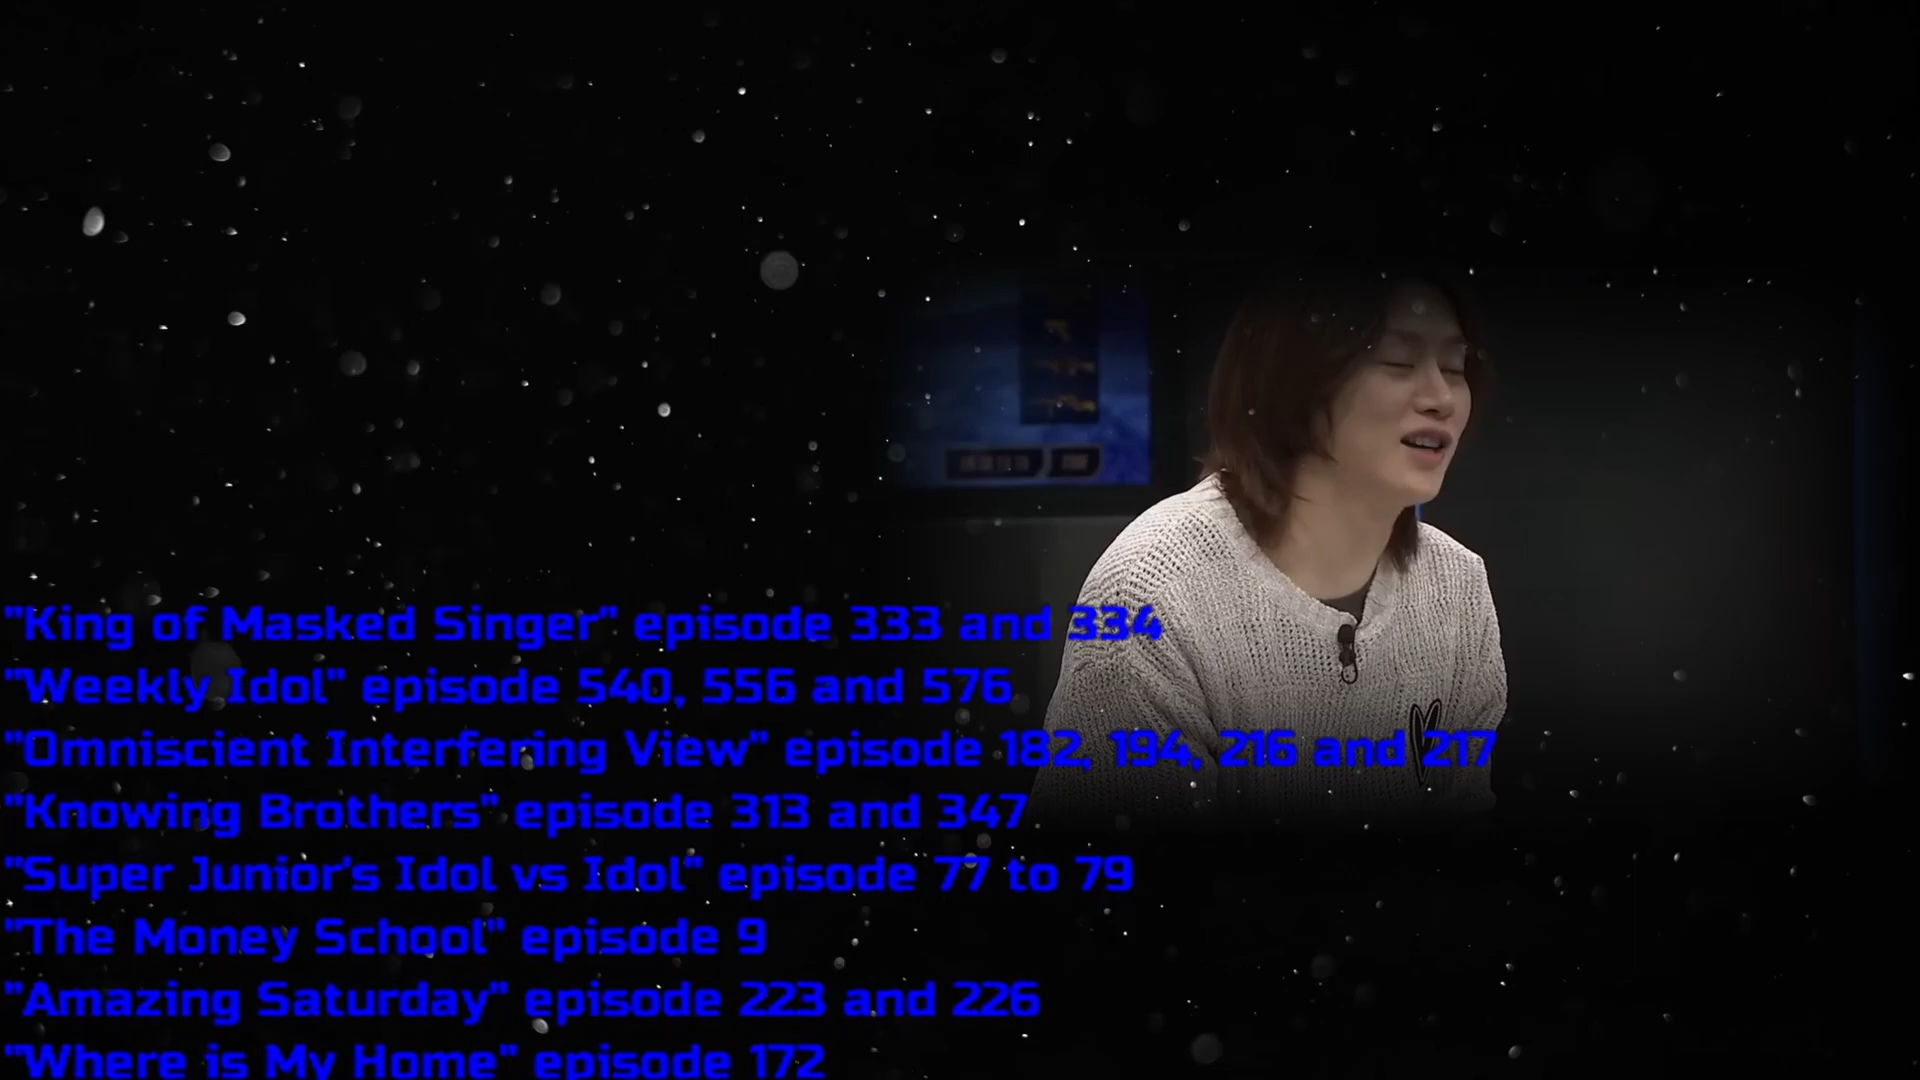 "King of Masked Singer" episode 333 and 334
"Weekly Idol" episode 540, 556 and 576
"Omniscient Interfering View" episode 182, 194, 216 and 217
"Knowing Brothers" episode 313 and 347
"Super Junior's Idol vs Idol" episode 77 to 79
"The Money School" episode 9
"Amazing Saturday" episode 223 and 226
"Where is My Home" episode 172